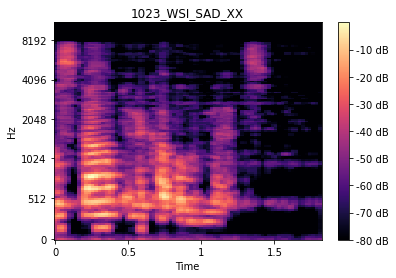 1023_WSI_SAD_XX
8192
4096
2048
1024
512
0
Hz
0
0.5
1
1.5
Time
-10 dB
-20 dB
-30 dB
-40 dB
-50 dB
-60 dB
-70 dB
-80 dB